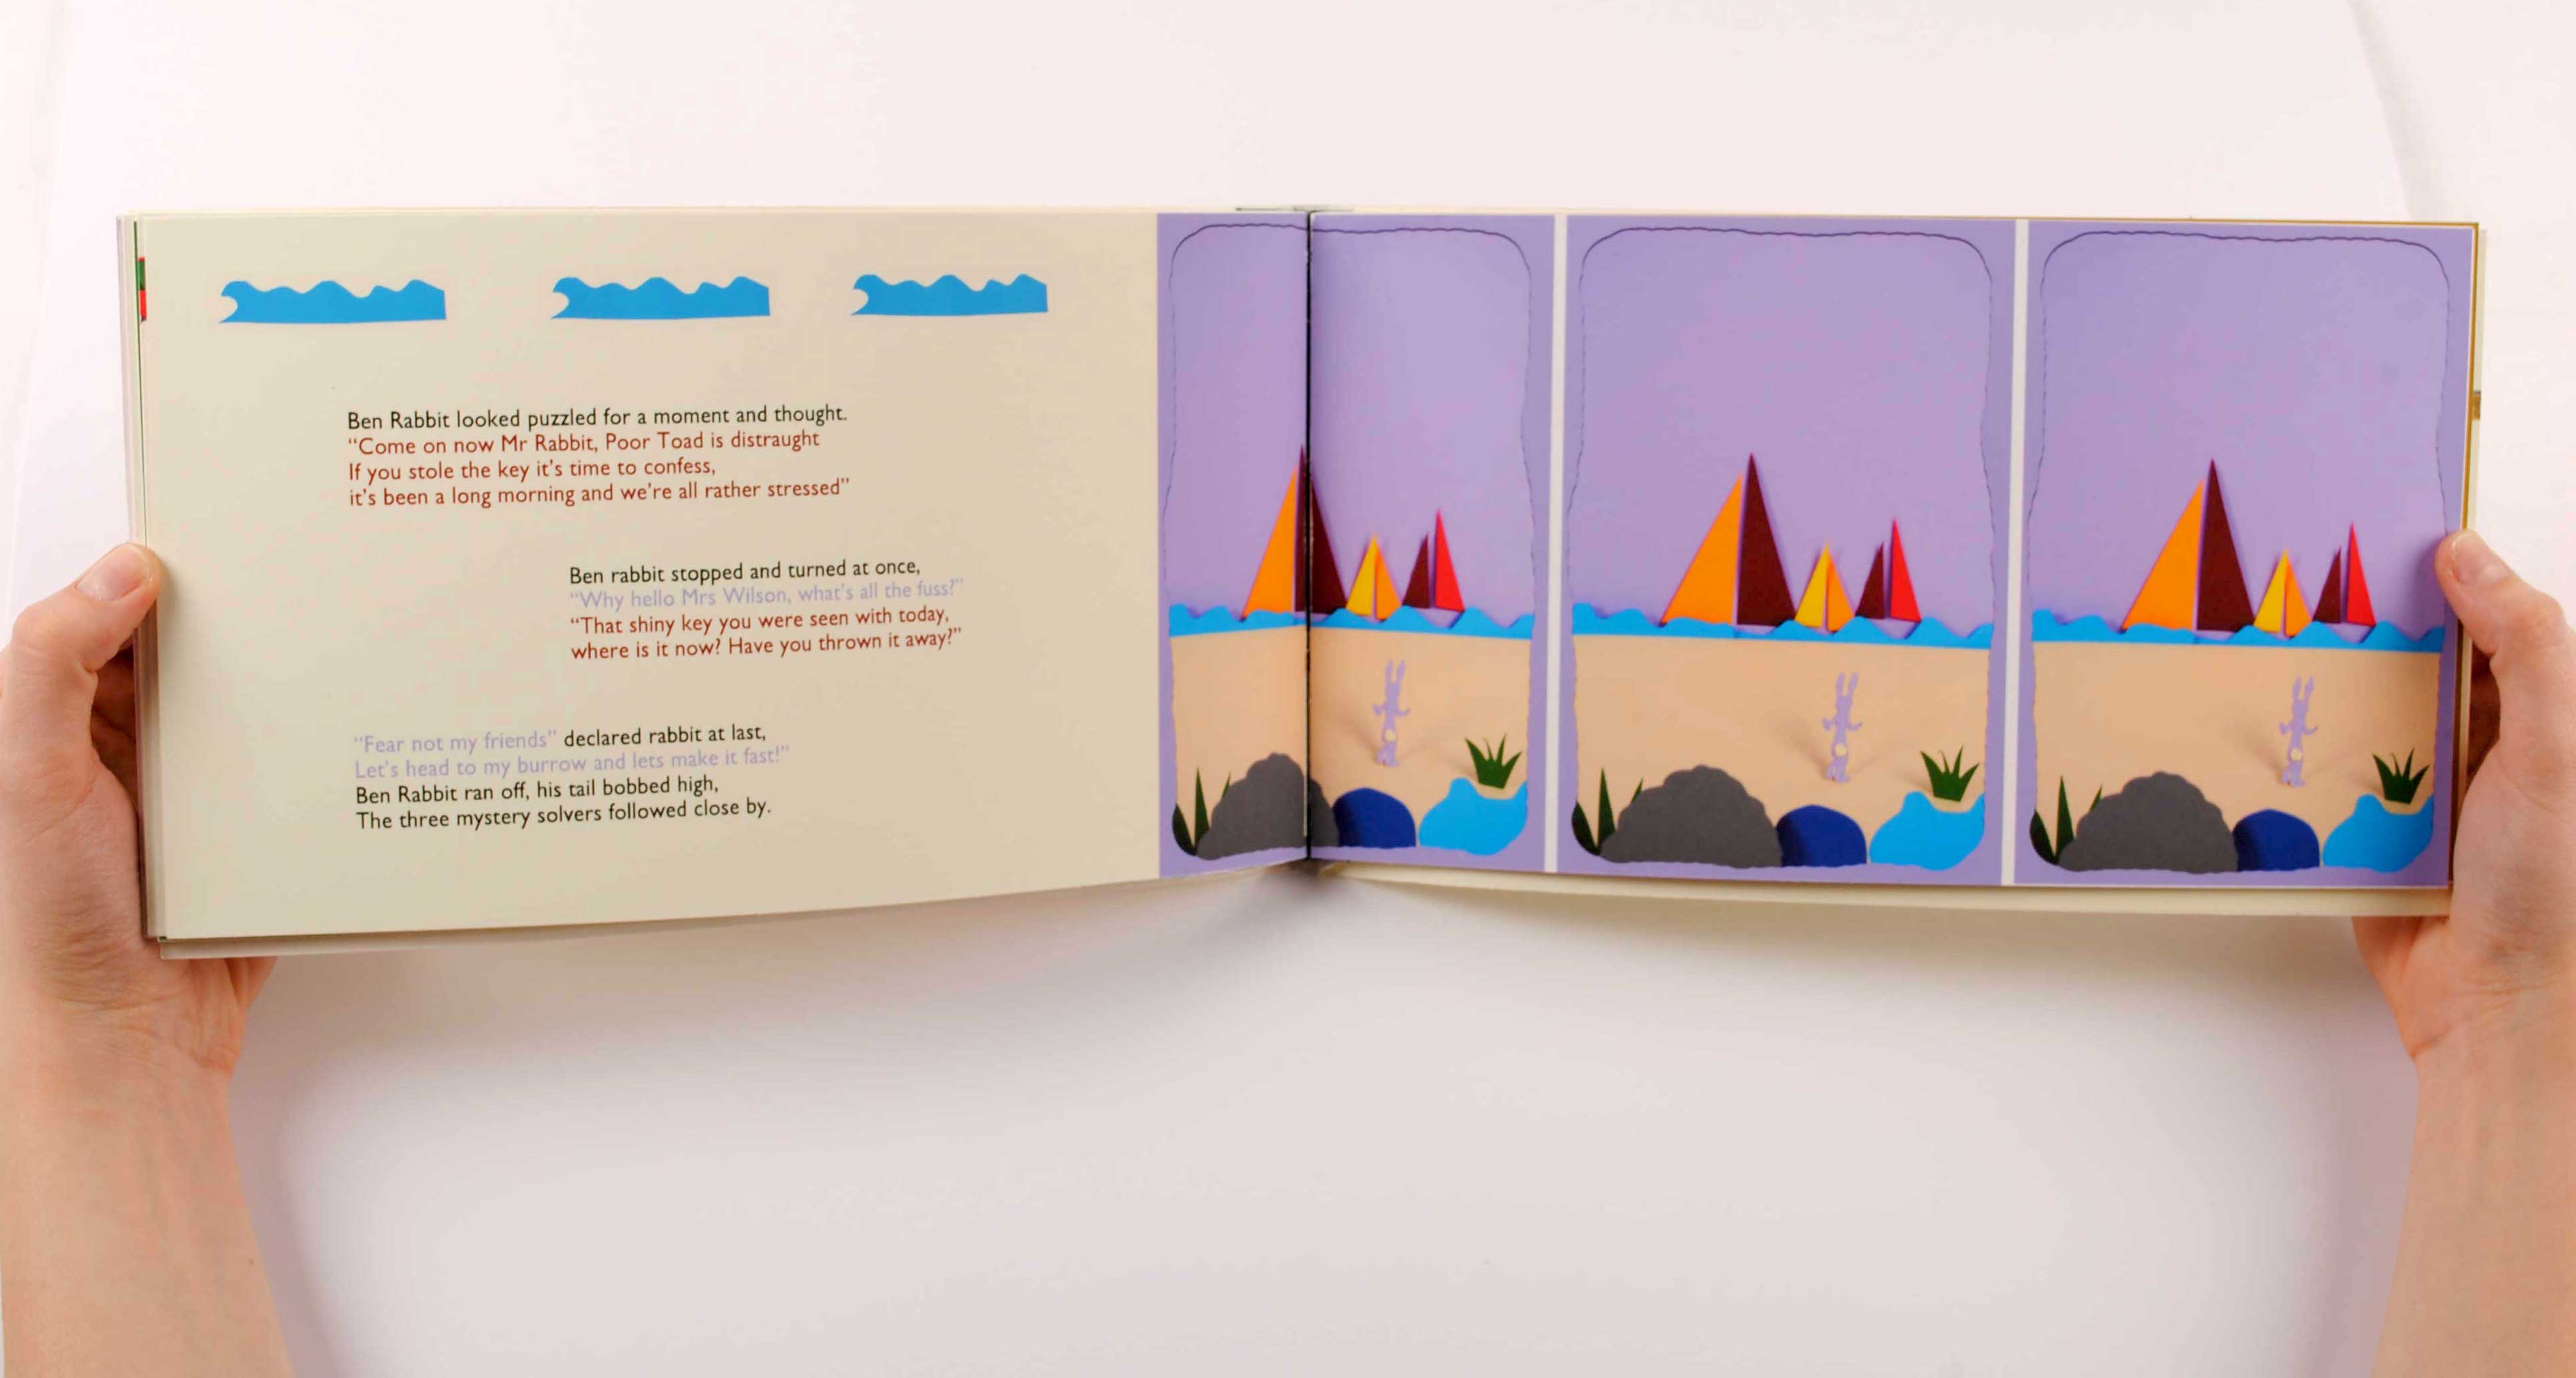 Ben Rabbit looked puzzled for a moment and thought.
“Come on now Mr Rabbit, Poor Toad is distraught
If you stole the key it’s time to confess,
it’s been a long morning and we’re all rather stressed”
Ben rabbit stopped and turned at once,
“Why hello Mrs Wilson, what’s all the fuss?”
“That shiny key you were seen with today,
where is it now? Have you thrown it away?”
“Fear not my friends” declared rabbit at last,
Let’s head to my burrow and lets make it fast!”
Ben Rabbit ran off, his tail bobbed high,
The three mystery solvers followed close by.